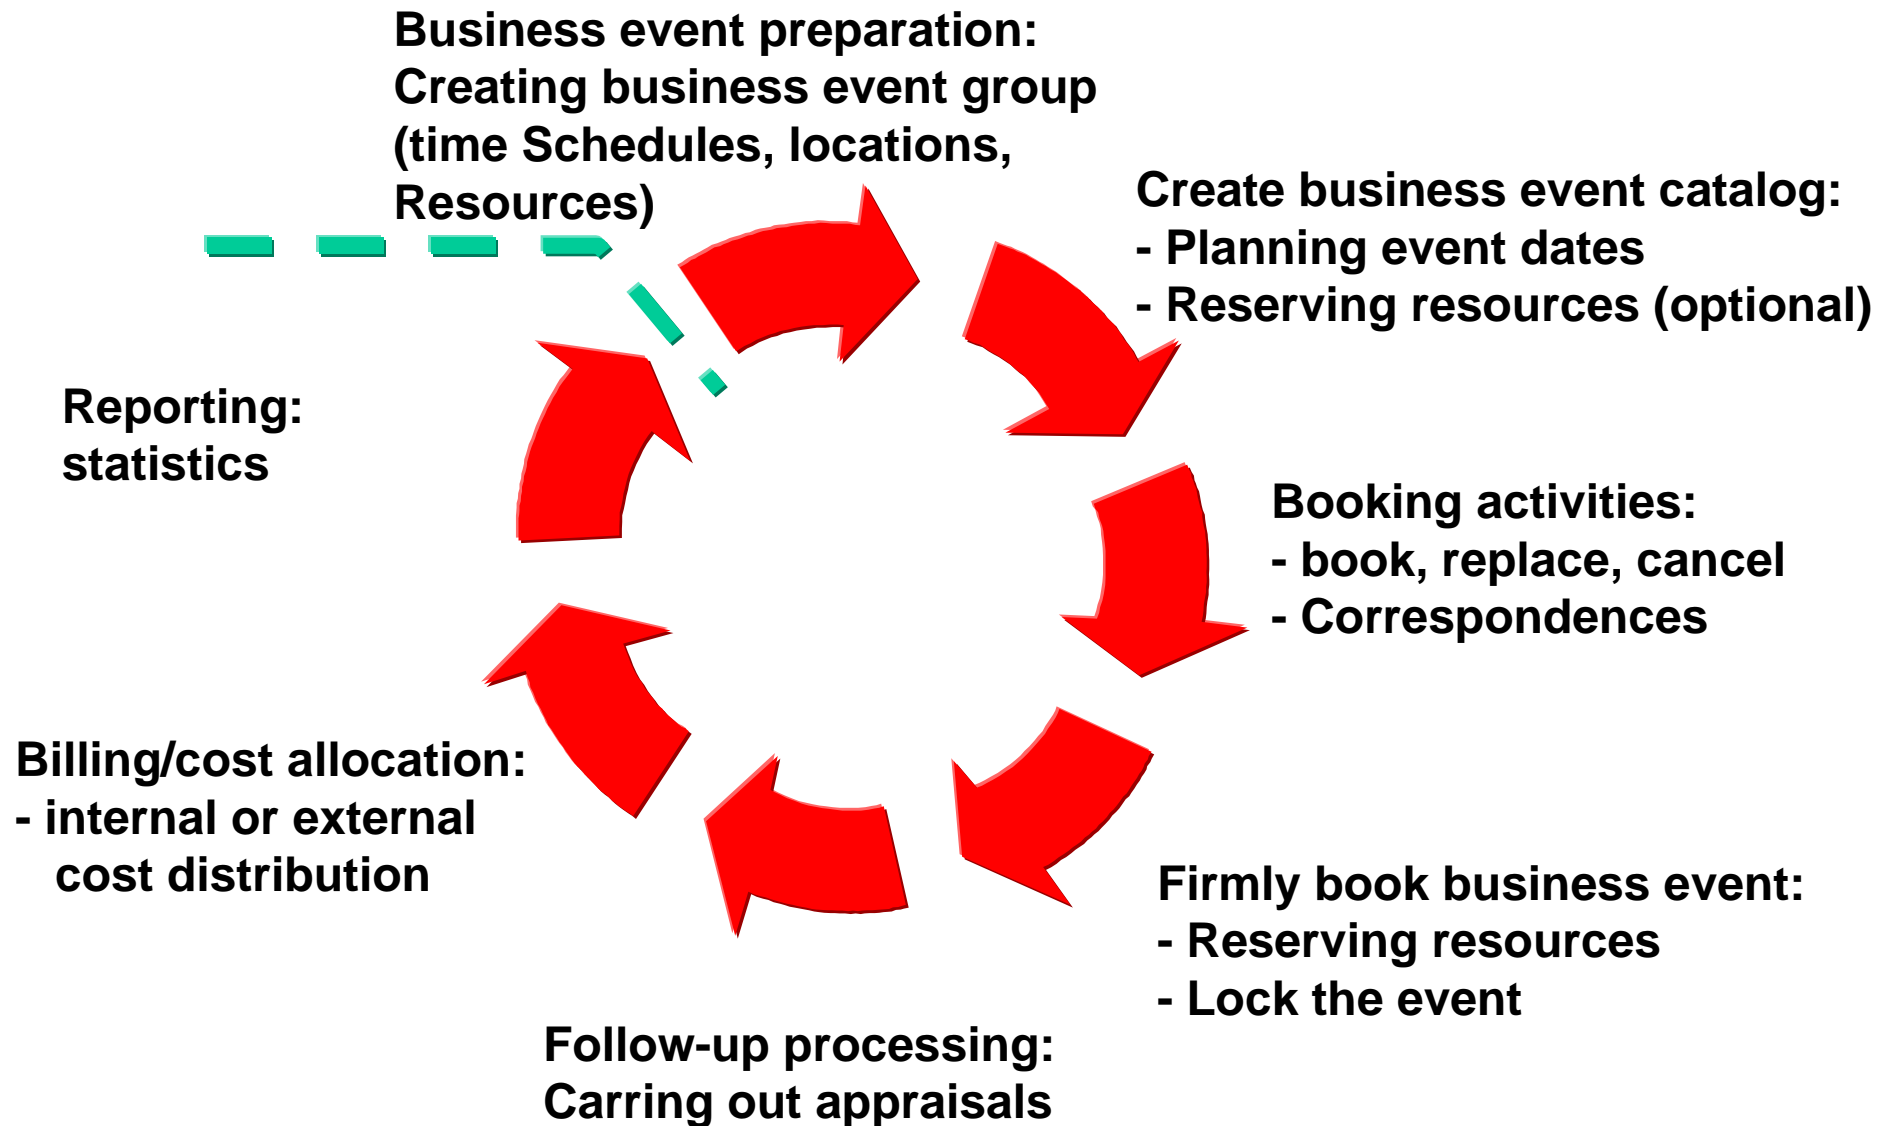 Business event preparation:
Creating business event group
(time Schedules, locations,
Resources)
Create business event catalog:
- Planning event dates
- Reserving resources (optional)
Booking activities:
- book, replace, cancel
- Correspondences
Firmly book business event:
- Reserving resources
- Lock the event
Follow-up processing:
Carring out appraisals
Billing/cost allocation:
- internal or external
cost distribution
Reporting:
statistics